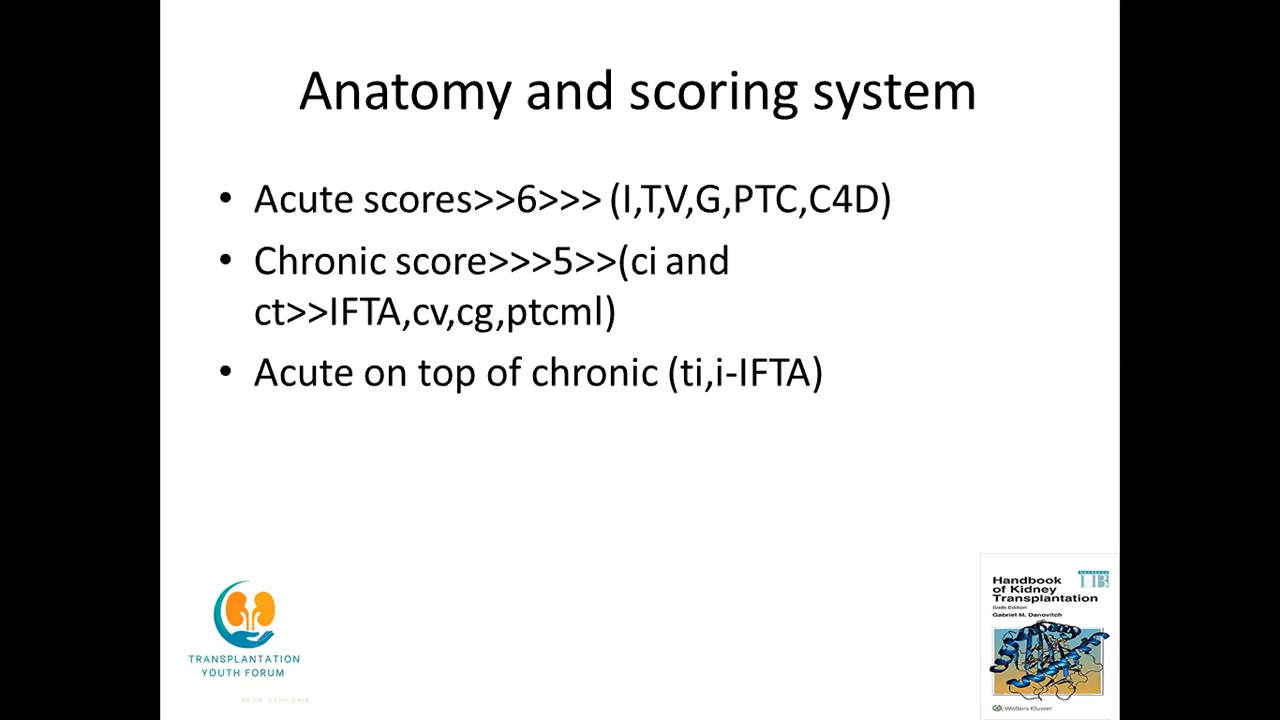 Anatomy and scoring system
• Acute scores>>6>>> (I,T,V,G,PTC,C4D)
• Chronic score>>>5>>(ci and
ct>>IFTA,cv,cg,ptcml)
• Acute on top of chronic (ti,i-IFTA)
TRANSPLANTATION
YOUTH FORUM
Handbook
of Kidney
Transplantation
Sixth Edition
Gabriel M. Danovitch
Wolters Kluwer